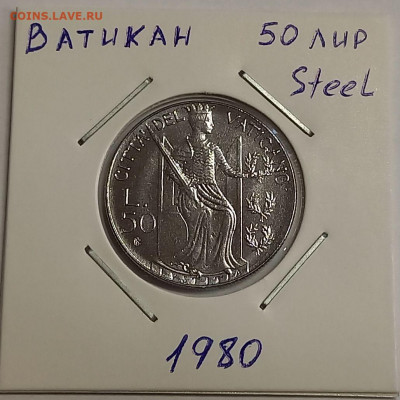 COINS.LAVE.RU
ВАТИКАН 50 ЛИР
Steel
CITTA' DEL VATICANO
L.
50
1980